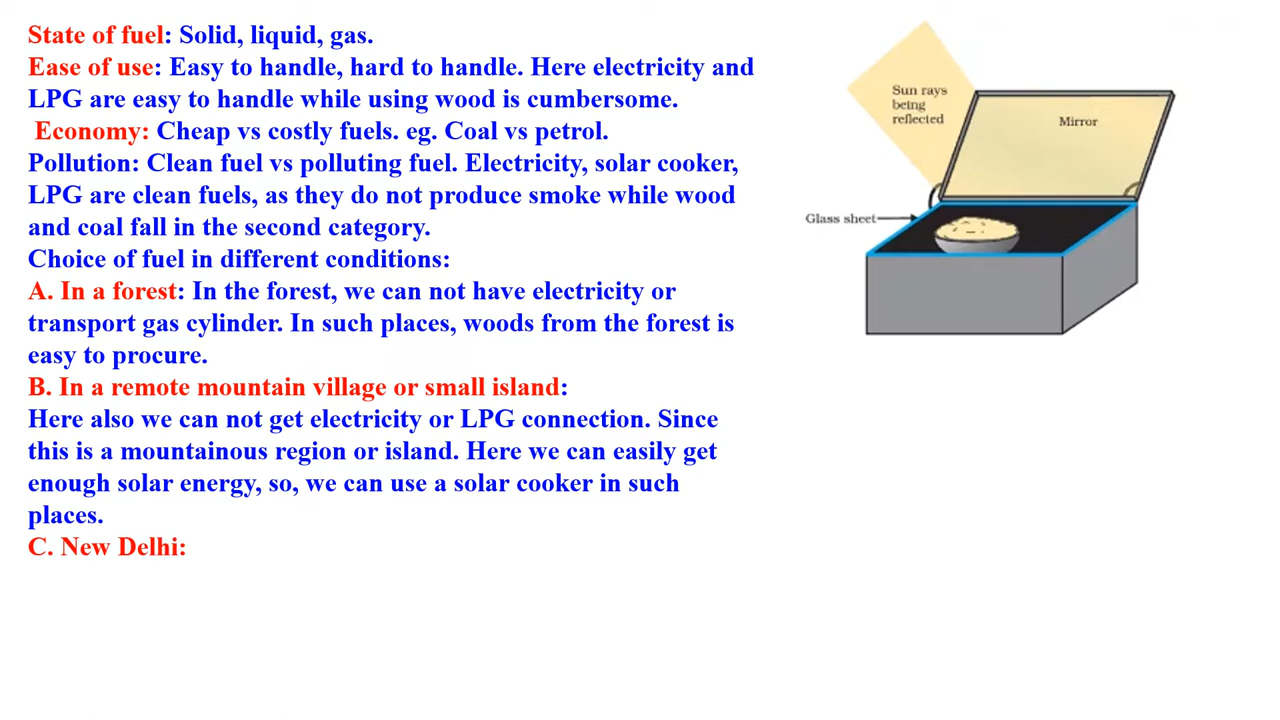 State of fuel: Solid, liquid, gas.
Ease of use: Easy to handle, hard to handle. Here electricity and
LPG are easy to handle while using wood is cumbersome.
Economy: Cheap vs costly fuels. eg. Coal vs petrol.
Pollution: Clean fuel vs polluting fuel. Electricity, solar cooker,
LPG are clean fuels, as they do not produce smoke while wood
and coal fall in the second category.
Choice of fuel in different conditions:
A. In a forest: In the forest, we can not have electricity or
transport gas cylinder. In such places, woods from the forest is
easy to procure.
B. In a remote mountain village or small island:
Here also we can not get electricity or LPG connection. Since
this is a mountainous region or island. Here we can easily get
enough solar energy, so, we can use a solar cooker in such
places.
C. New Delhi:
Sun rays
being
reflected
Mirror
Glass sheet